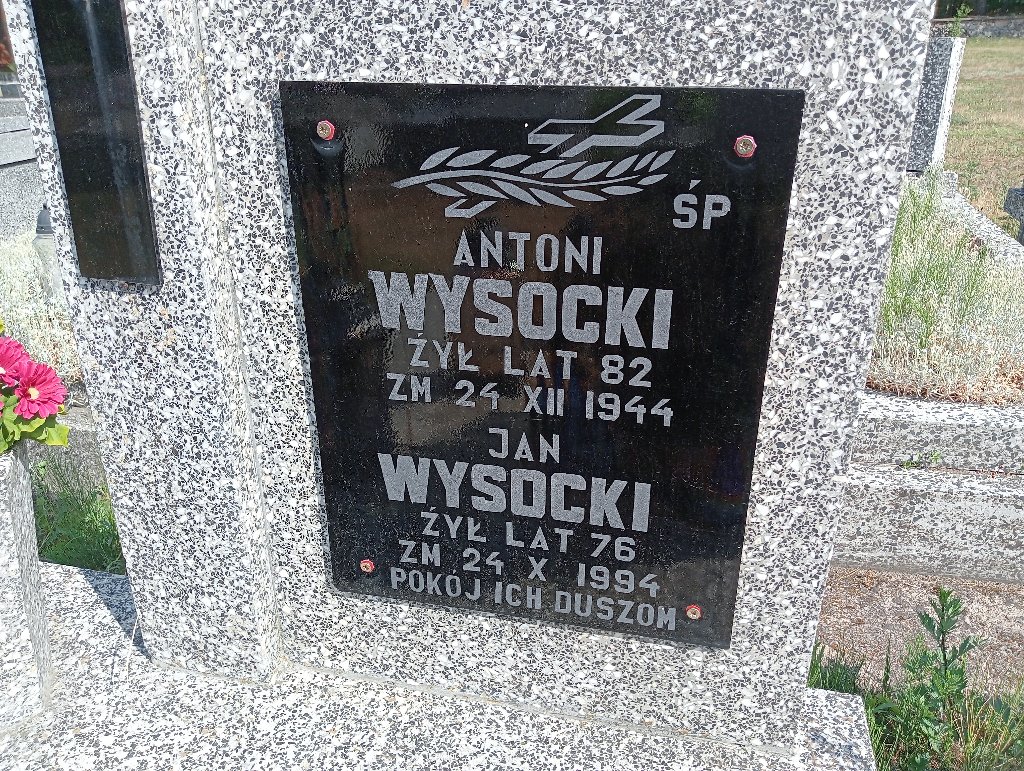 ŚP
ANTONI
WYSOCKI
ŻYŁ LAT 82
ZM 24 XII 1944
JAN
WYSOCKI
ŹYŁ LAT 76
ZM 24 X 1994
POKÓJ ICH DUSZOM